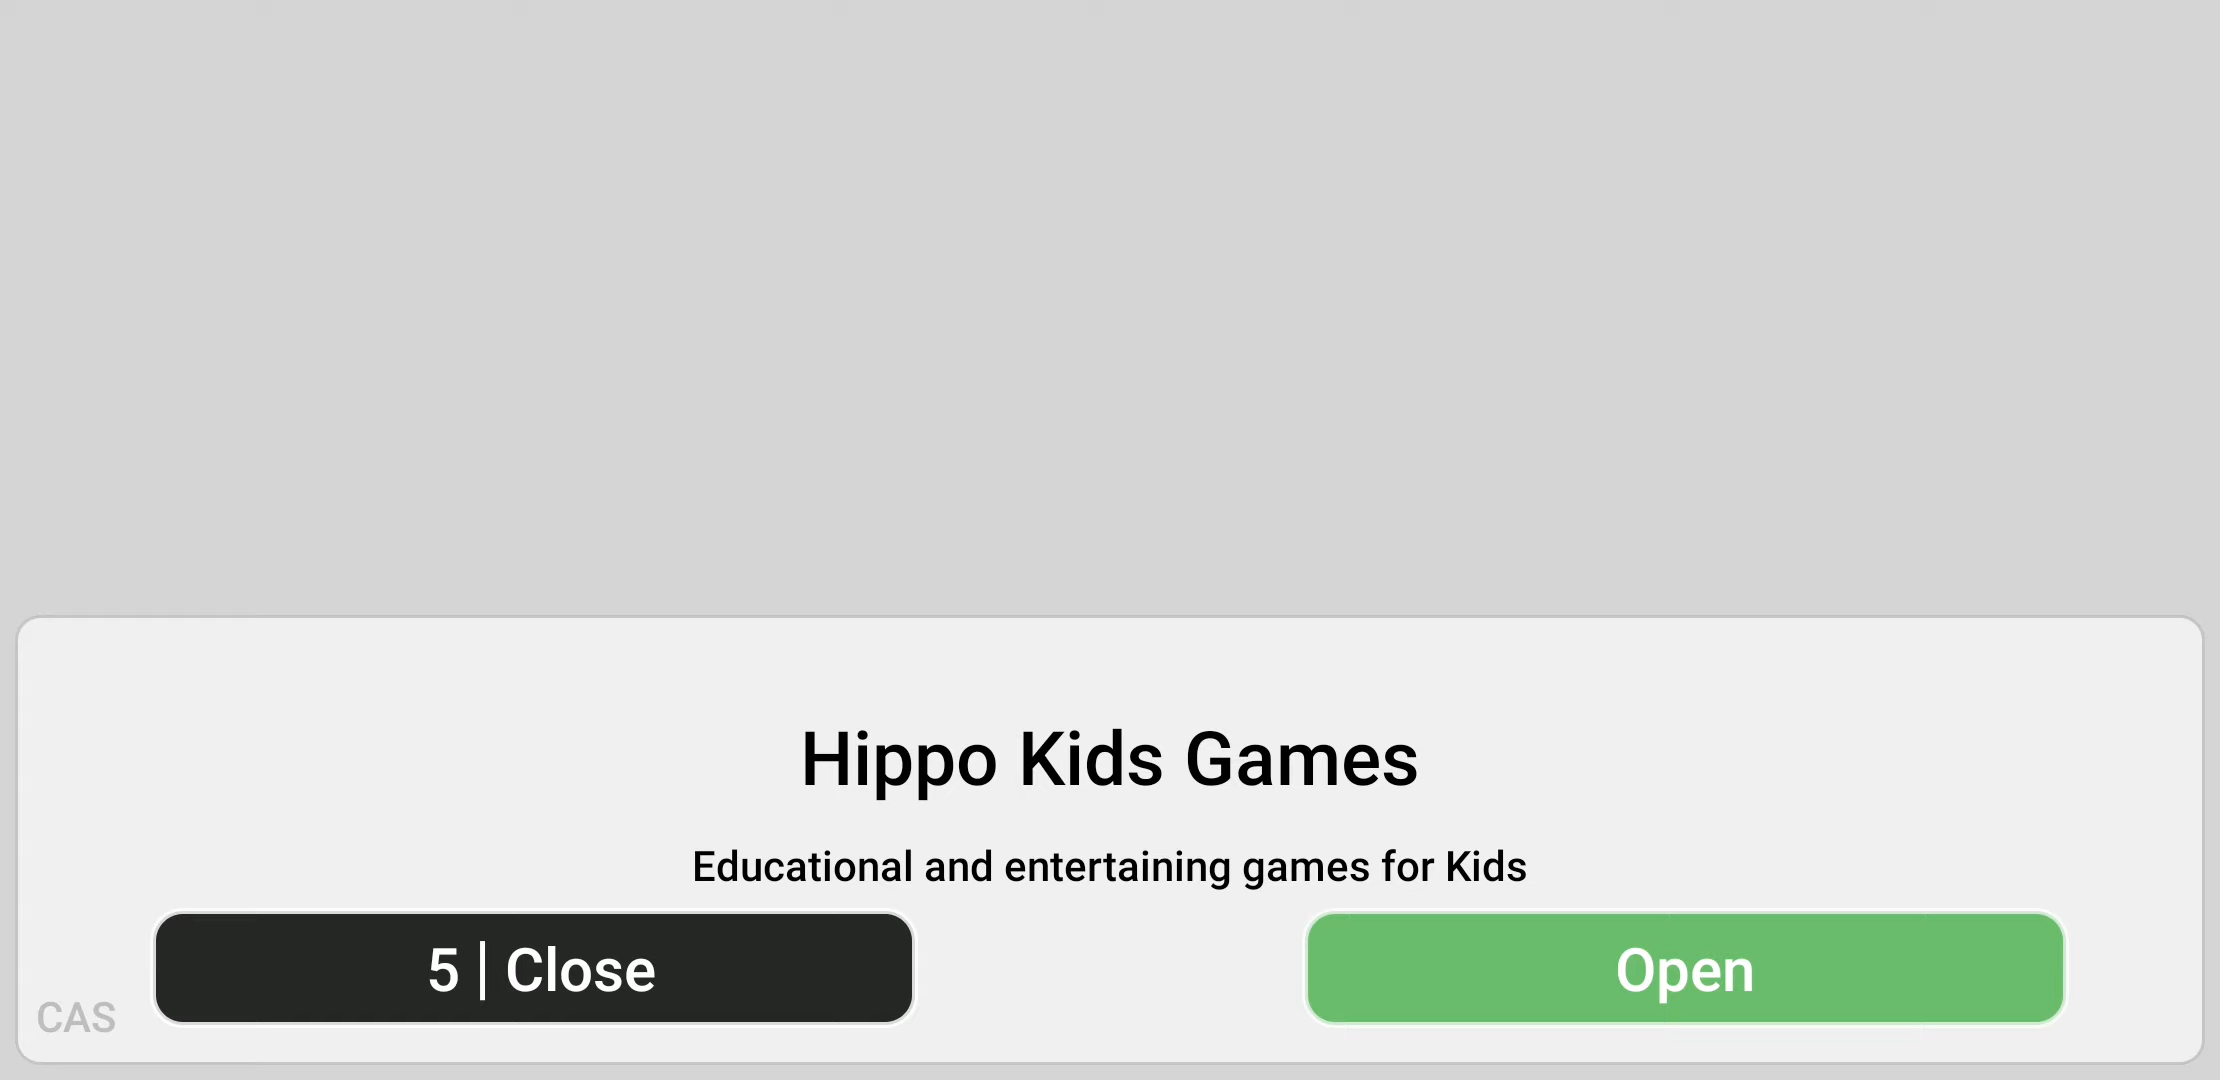 Hippo Kids Games
Educational and entertaining games for Kids
5 | Close
Open
CAS